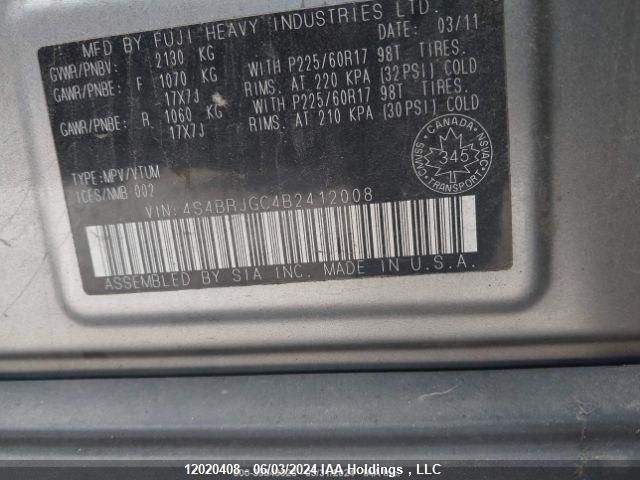 MFD BY FUJI HEAVY INDUSTRIES LTD.
DATE: 03/11
GVWR/PNBV: 2130 KG
GAWR/PNBE: F 1070 KG WITH P225/60R17 98T TIRES.
17X7J RIMS. AT 220 KPA (32PSI) COLD
GAWR/PNBE: R 1060 KG WITH P225/60R17 98T TIRES.
17X7J RIMS. AT 210 KPA (30PSI) COLD
TYPE:MPV/VTUM
ICES/NMB-002
CANADA
CMVSS NSVAC
345
TRANSPORT
VIN:4S4BRJGC4B2412008
ASSEMBLED BY SIA INC. MADE IN U.S.A.
12020408 - 06/03/2024 IAA Holdings , LLC